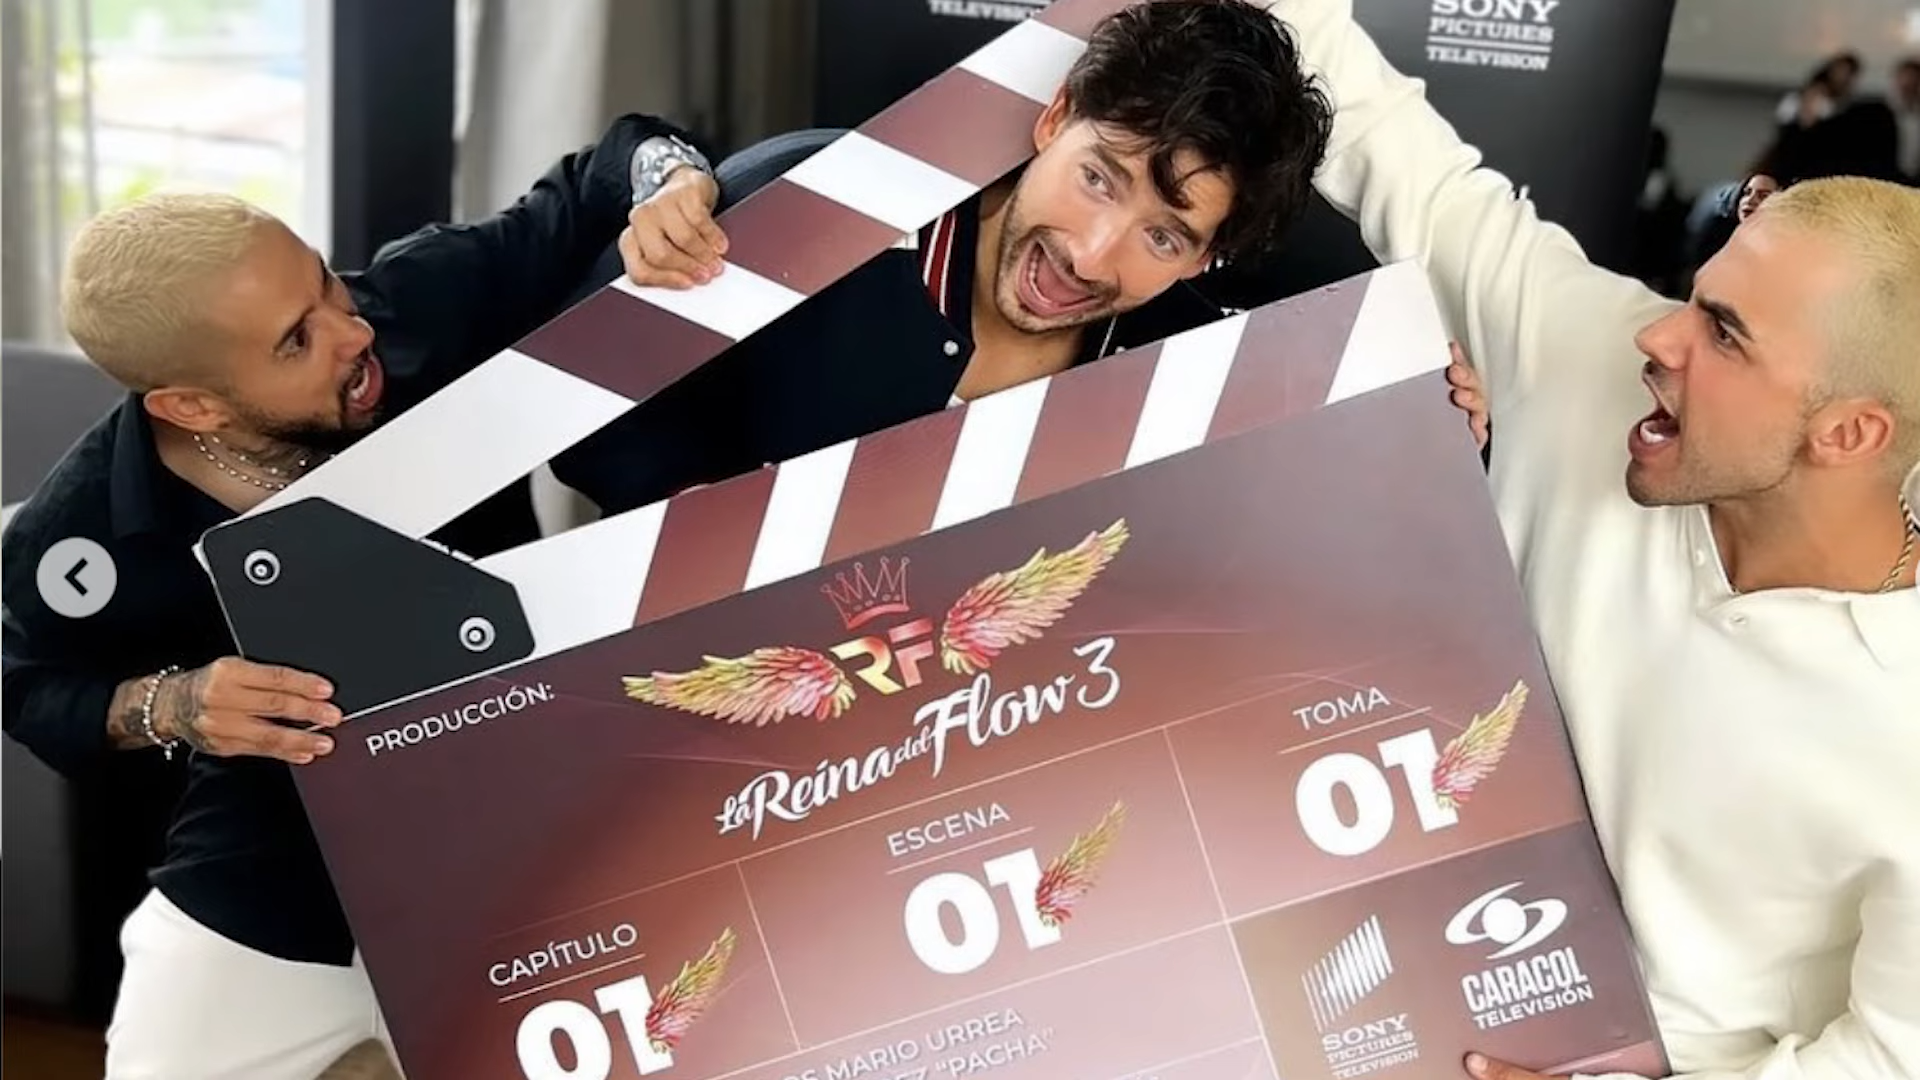 TELEVISION
SONY
PICTURES
TELEVISION
PRODUCCIÓN:
RF
La Reina del Flow 3
CAPÍTULO
01
ESCENA
01
TOMA
01
MARIO URREA
"PACHA"
SONY
PICTURES
TELEVISION
CARACOL
TELEVISIÓN